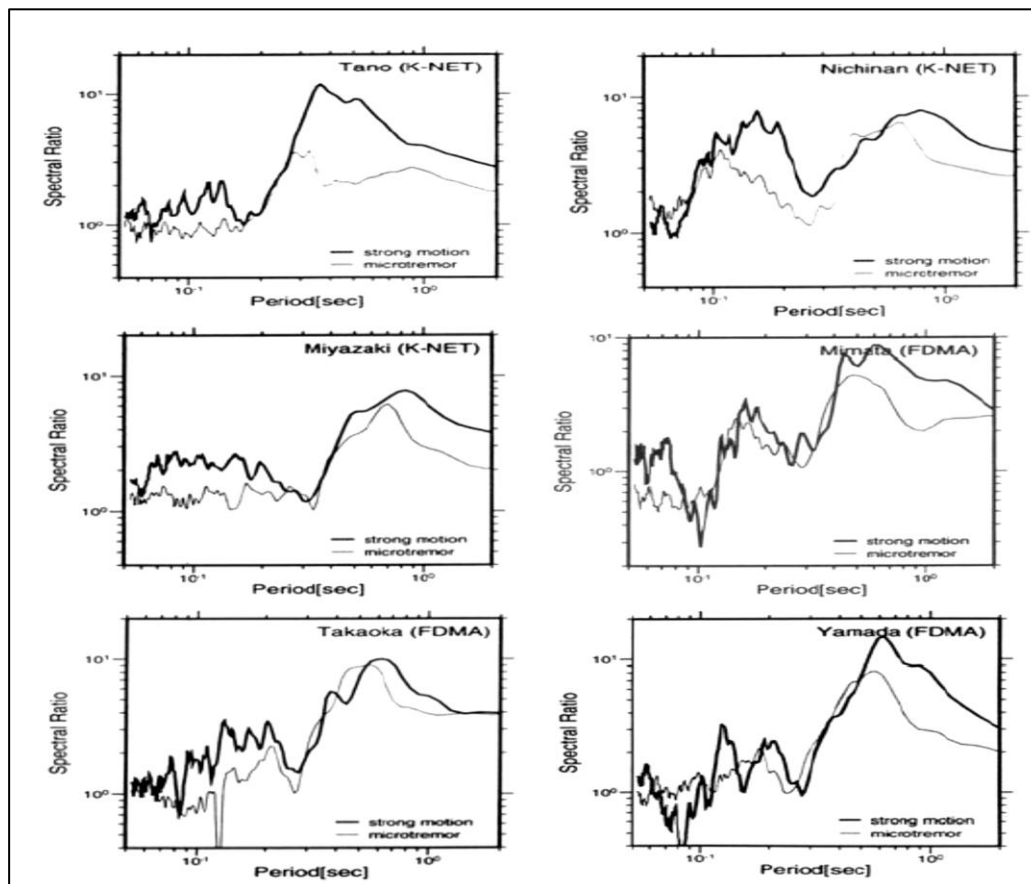 Tano (K-NET)
10¹
10⁰
Spectral Ratio
strong motion
microtremor
10⁻¹
10⁰
Period[sec]
Nichinan (K-NET)
10¹
10⁰
Spectral Ratio
strong motion
microtremor
10⁻¹
10⁰
Period[sec]
Miyazaki (K-NET)
10¹
10⁰
Spectral Ratio
strong motion
microtremor
10⁻¹
10⁰
Period[sec]
Mimata (FDMA)
10¹
10⁰
Spectral Ratio
strong motion
microtremor
10⁻¹
10⁰
Period[sec]
Takaoka (FDMA)
10¹
10⁰
Spectral Ratio
strong motion
microtremor
10⁻¹
10⁰
Period[sec]
Yamada (FDMA)
10¹
10⁰
Spectral Ratio
strong motion
microtremor
10⁻¹
10⁰
Period[sec]